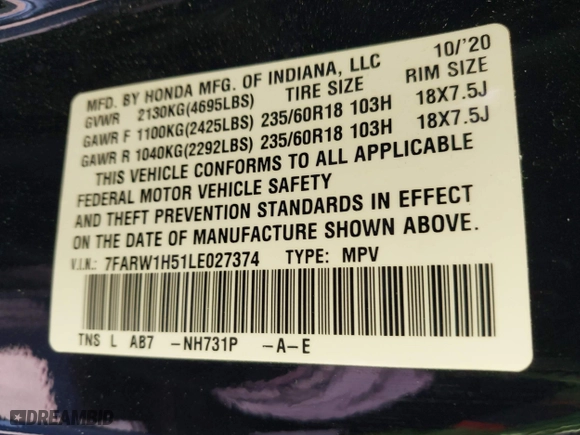 MFD. BY HONDA MFG. OF INDIANA, LLC 10/'20
GVWR 2130KG(4695LBS) TIRE SIZE RIM SIZE
GAWR F 1100KG(2425LBS) 235/60R18 103H 18X7.5J
GAWR R 1040KG(2292LBS) 235/60R18 103H 18X7.5J
THIS VEHICLE CONFORMS TO ALL APPLICABLE
FEDERAL MOTOR VEHICLE SAFETY
AND THEFT PREVENTION STANDARDS IN EFFECT
ON THE DATE OF MANUFACTURE SHOWN ABOVE.
V.I.N.: 7FARW1H51LE027374 TYPE: MPV
TNS L AB7 -NH731P -A-E
DREAMBID